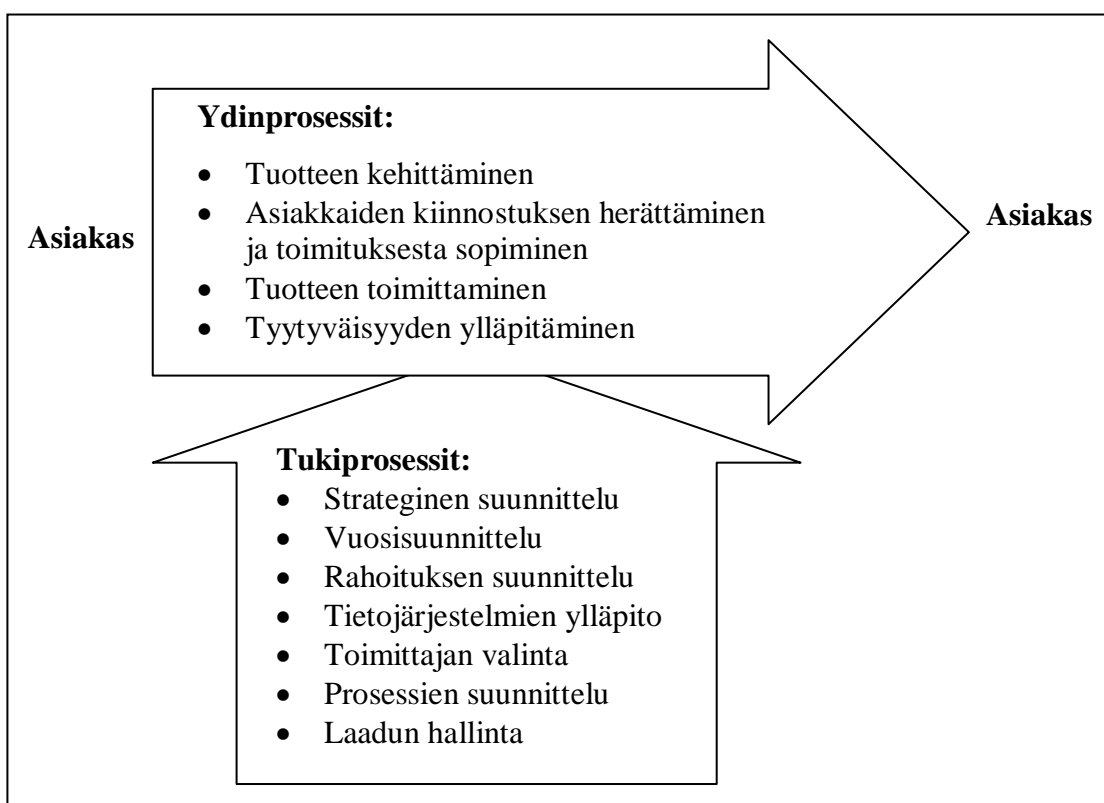 Ydinprosessit:
• Tuotteen kehittäminen
• Asiakkaiden kiinnostuksen herättäminen
ja toimituksesta sopiminen
• Tuotteen toimittaminen
• Tyytyväisyyden ylläpitäminen
Asiakas
Asiakas
Tukiprosessit:
• Strateginen suunnittelu
• Vuosisuunnittelu
• Rahoituksen suunnittelu
• Tietojärjestelmien ylläpito
• Toimittajan valinta
• Prosessien suunnittelu
• Laadun hallinta